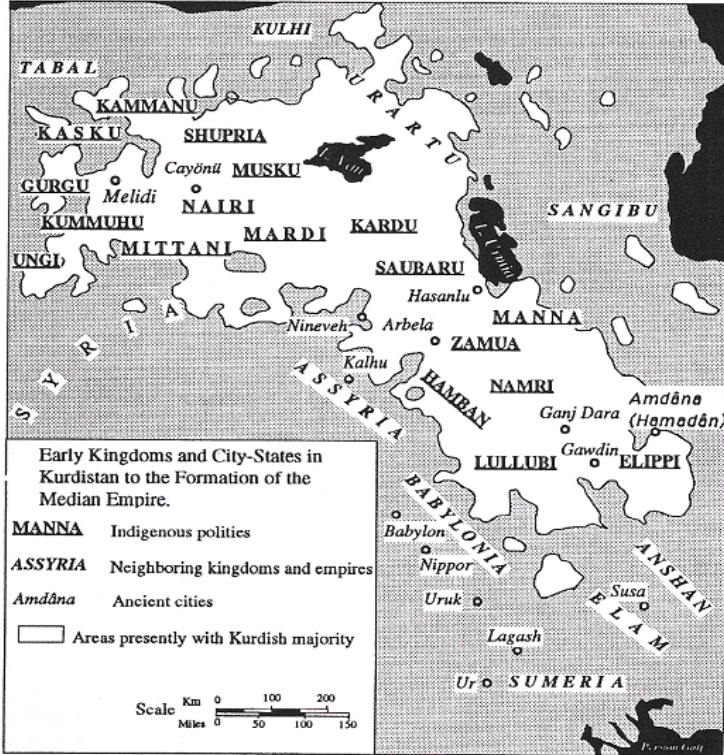 KULHI
TABAL
URARTU
KAMMANU
KASKU
SHUPRIA
L. Van
Cayönü
MUSKU
GURGU
Melidi
NAIRI
SANGIBU
KUMMUHU
MARDI
KARDU
L. Urmia
MITTANI
UNGI
SAUBARU
Hasanlu
SYRIA
MANNA
Nineveh
Arbela
ZAMUA
Kalhu
ASSYRIA
HAMBAN
NAMRI
Amdâna
(Hamadân)
Ganj Dara
Gawdin
LULLUBI
ELIPPI
BABYLONIA
Babylon
Nippor
ANSHAN
Uruk
Susa
ELAM
Lagash
Ur
SUMERIA
Persian Gulf
Early Kingdoms and City-States in
Kurdistan to the Formation of the
Median Empire.
MANNA Indigenous polities
ASSYRIA Neighboring kingdoms and empires
Amdâna Ancient cities
Areas presently with Kurdish majority
Scale
Km 0 100 200
Miles 0 50 100 150